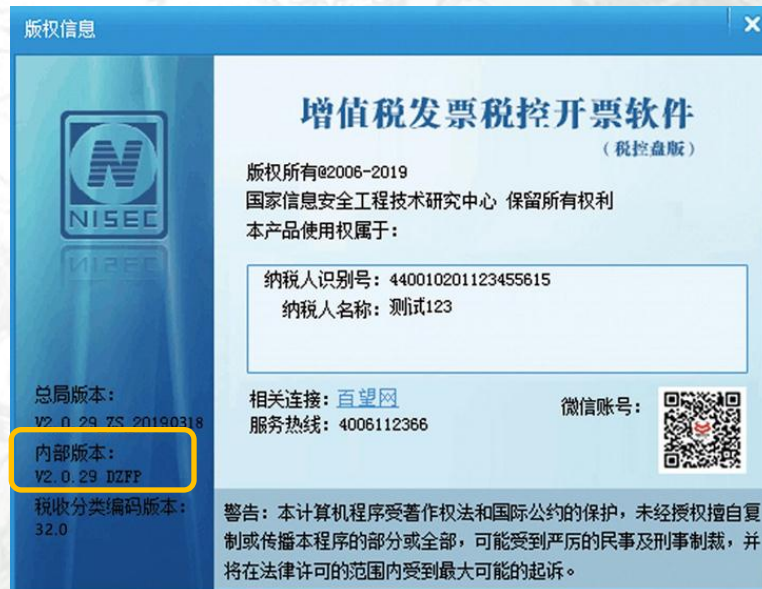 版权信息
增值税发票税控开票软件
(税控盘版)
版权所有@2006-2019
国家信息安全工程技术研究中心 保留所有权利
本产品使用权属于:
纳税人识别号: 440010201123455615
纳税人名称: 测试123
NISEC
总局版本:
V2.0.29_ZS_20190318
内部版本:
V2.0.29 DZFP
税收分类编码版本:
32.0
相关连接: 百望网
服务热线: 4006112366
微信账号:
警告: 本计算机程序受著作权法和国际公约的保护, 未经授权擅自复
制或传播本程序的部分或全部, 可能受到严厉的民事及刑事制裁, 并
将在法律许可的范围内受到最大可能的起诉。